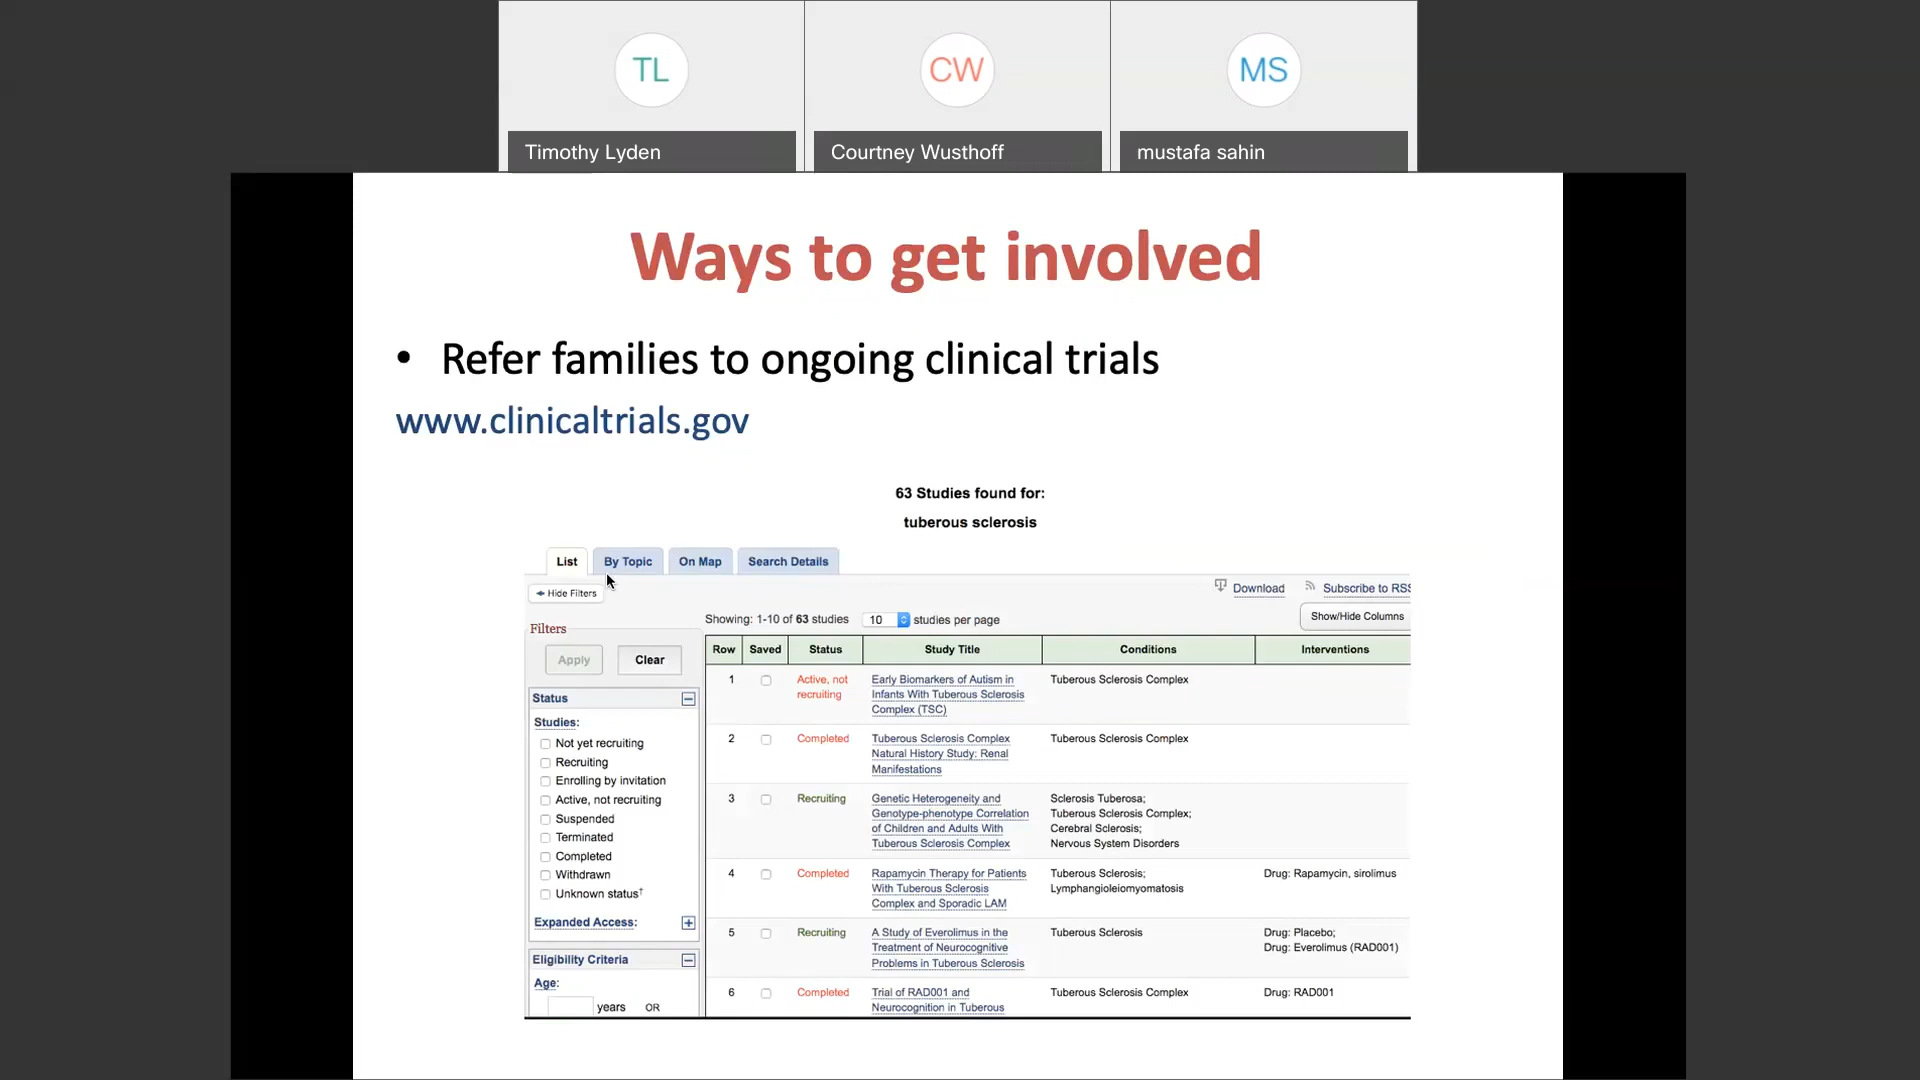 TL
CW
MS
Timothy Lyden
Courtney Wusthoff
mustafa sahin
Ways to get involved
• Refer families to ongoing clinical trials
www.clinicaltrials.gov
63 Studies found for:
tuberous sclerosis
List By Topic On Map Search Details
Hide Filters
Download Subscribe to RSS
Showing: 1-10 of 63 studies 10 studies per page
Show/Hide Columns
Filters
Apply Clear
Status
Studies:
Not yet recruiting
Recruiting
Enrolling by invitation
Active, not recruiting
Suspended
Terminated
Completed
Withdrawn
Unknown status†
Expanded Access:
Eligibility Criteria
Age:
years OR
Row Saved Status Study Title Conditions Interventions
1 Active, not Early Biomarkers of Autism in Tuberous Sclerosis Complex
recruiting Infants With Tuberous Sclerosis
Complex (TSC)
2 Completed Tuberous Sclerosis Complex Tuberous Sclerosis Complex
Natural History Study: Renal
Manifestations
3 Recruiting Genetic Heterogeneity and Sclerosis Tuberosa;
Genotype-phenotype Correlation Tuberous Sclerosis Complex;
of Children and Adults With Cerebral Sclerosis;
Tuberous Sclerosis Complex Nervous System Disorders
4 Completed Rapamycin Therapy for Patients Tuberous Sclerosis; Drug: Rapamycin, sirolimus
With Tuberous Sclerosis Lymphangioleiomyomatosis
Complex and Sporadic LAM
5 Recruiting A Study of Everolimus in the Tuberous Sclerosis Drug: Placebo;
Treatment of Neurocognitive Drug: Everolimus (RAD001)
Problems in Tuberous Sclerosis
6 Completed Trial of RAD001 and Tuberous Sclerosis Complex Drug: RAD001
Neurocognition in Tuberous